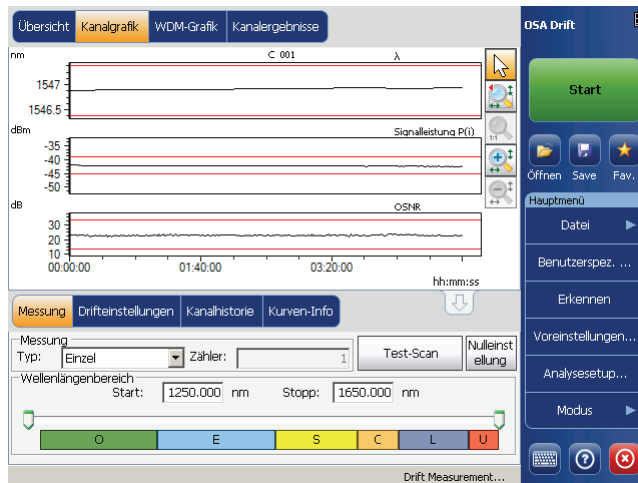 Übersicht Kanalgrafik WDM-Grafik Kanalergebnisse
OSA Drift
nm C 001 λ
1547
1546.5
dBm Signalleistung P(i)
-35
-40
-45
-50
dB OSNR
30
20
10
00:00:00 01:40:00 03:20:00
hh:mm:ss
1/1
Start
Öffnen Save Fav.
Hauptmenü
Datei
Benutzerspez. ...
Erkennen
Voreinstellungen...
Analysesetup...
Modus
Messung Drifteinstellungen Kanalhistorie Kurven-Info
Messung
Typ: Einzel Zähler: 1 Test-Scan Nulleinst
ellung
Wellenlängenbereich
Start: 1250.000 nm Stopp: 1650.000 nm
O E S C L U
Drift Measurement...